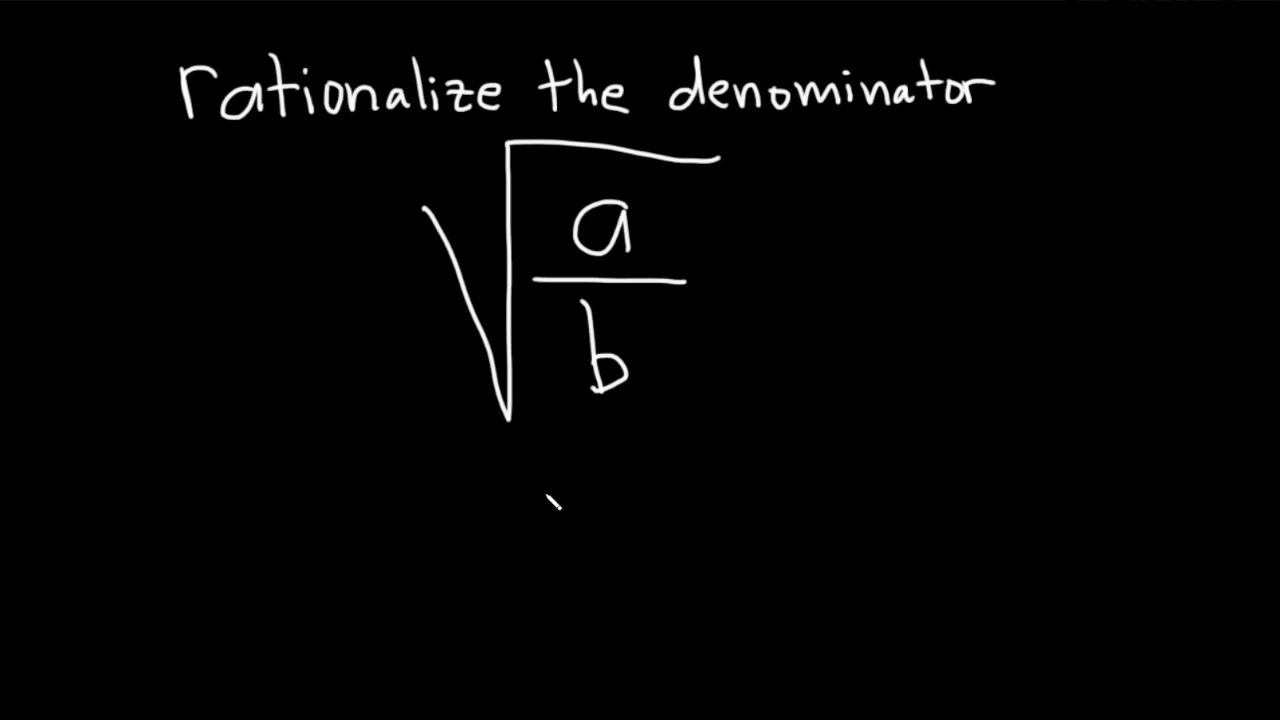 rationalize the denominator
√(a/b)